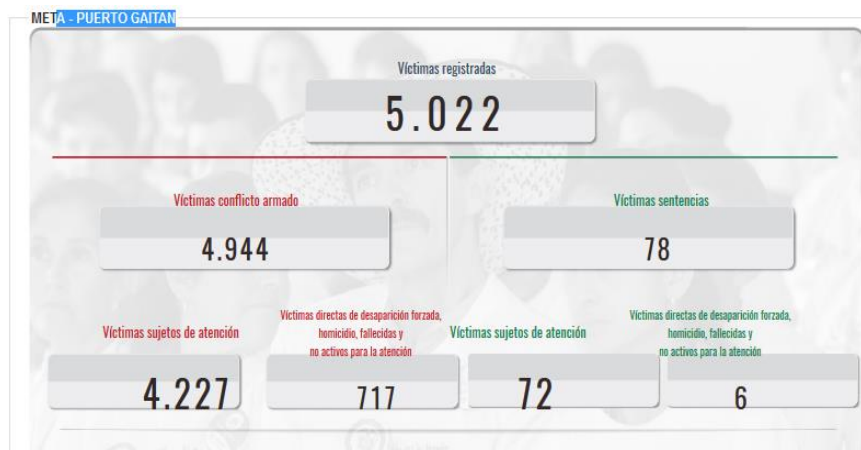 META - PUERTO GAITAN
Víctimas registradas
5.022
Víctimas conflicto armado
4.944
Víctimas sentencias
78
Víctimas sujetos de atención
4.227
Víctimas directas de desaparición forzada,
homicidio, fallecidas y
no activos para la atención
717
Víctimas sujetos de atención
72
Víctimas directas de desaparición forzada,
homicidio, fallecidas y
no activos para la atención
6